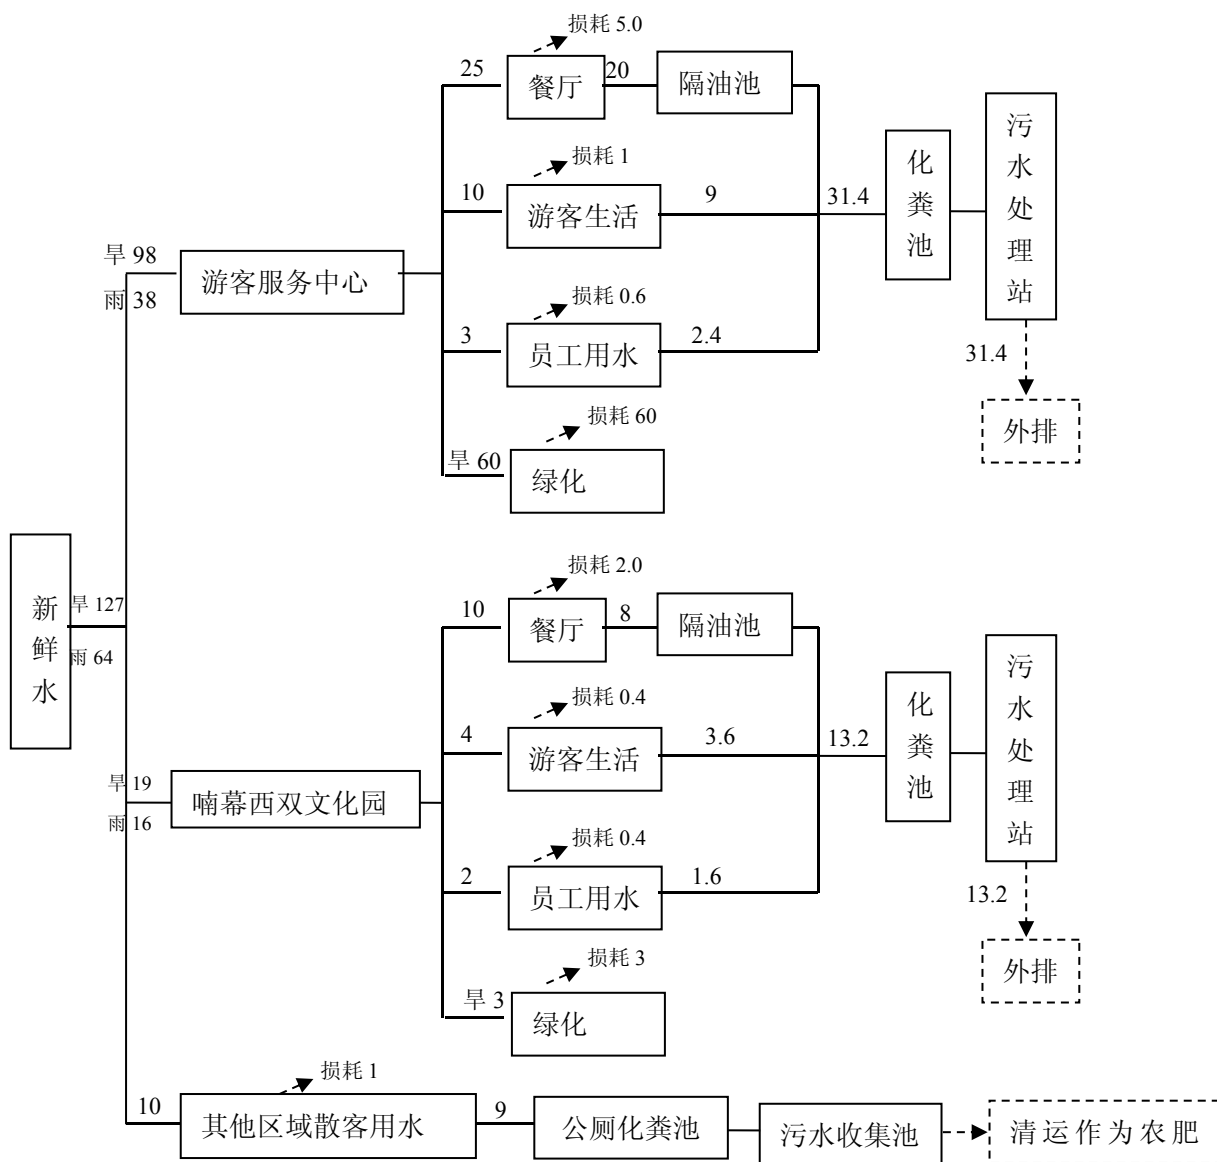 损耗 5.0
25
餐厅
20
隔油池
损耗 1
10
游客生活
9
31.4
化粪池
污水处理站
旱 98
雨 38
游客服务中心
损耗 0.6
3
员工用水
2.4
31.4
外排
损耗 60
旱 60
绿化
新鲜水
旱 127
雨 64
损耗 2.0
10
餐厅
8
隔油池
损耗 0.4
4
游客生活
3.6
13.2
化粪池
污水处理站
旱 19
雨 16
喃幕西双文化园
损耗 0.4
2
员工用水
1.6
13.2
外排
损耗 3
旱 3
绿化
损耗 1
10
其他区域散客用水
9
公厕化粪池
污水收集池
清运作为农肥